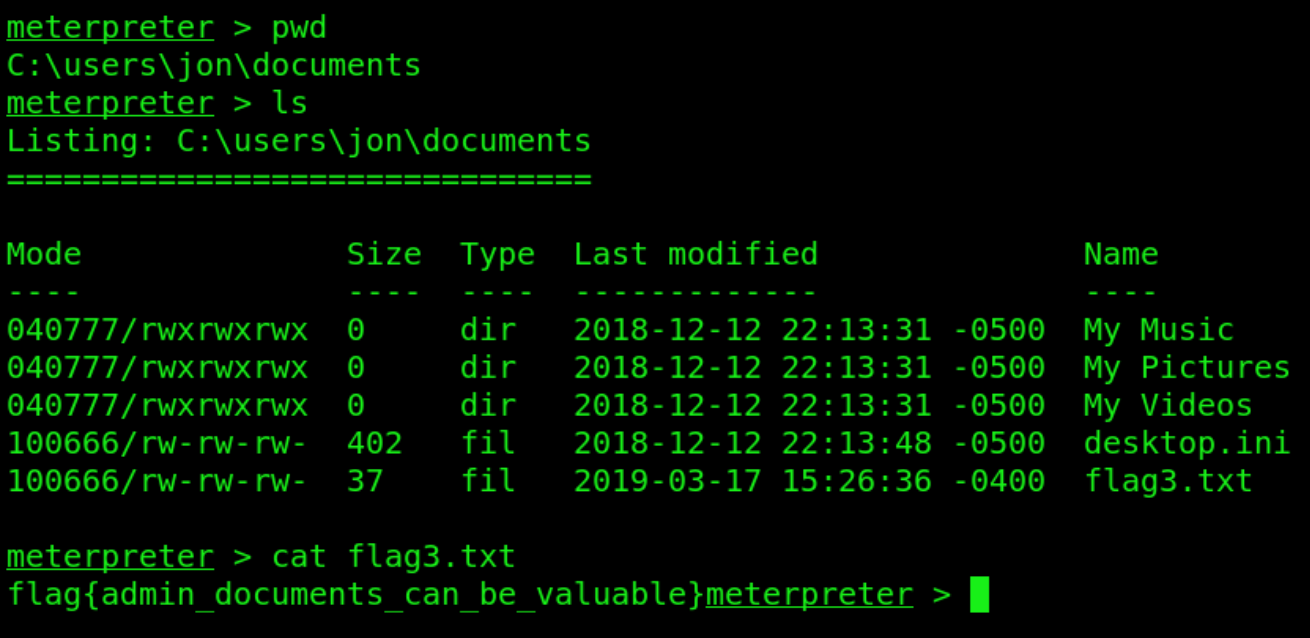 meterpreter > pwd
C:\users\jon\documents
meterpreter > ls
Listing: C:\users\jon\documents
===============================
Mode              Size  Type  Last modified              Name
----              ----  ----  -------------              ----
040777/rwxrwxrwx  0     dir   2018-12-12 22:13:31 -0500  My Music
040777/rwxrwxrwx  0     dir   2018-12-12 22:13:31 -0500  My Pictures
040777/rwxrwxrwx  0     dir   2018-12-12 22:13:31 -0500  My Videos
100666/rw-rw-rw-  402   fil   2018-12-12 22:13:48 -0500  desktop.ini
100666/rw-rw-rw-  37    fil   2019-03-17 15:26:36 -0400  flag3.txt
meterpreter > cat flag3.txt
flag{admin_documents_can_be_valuable}meterpreter >